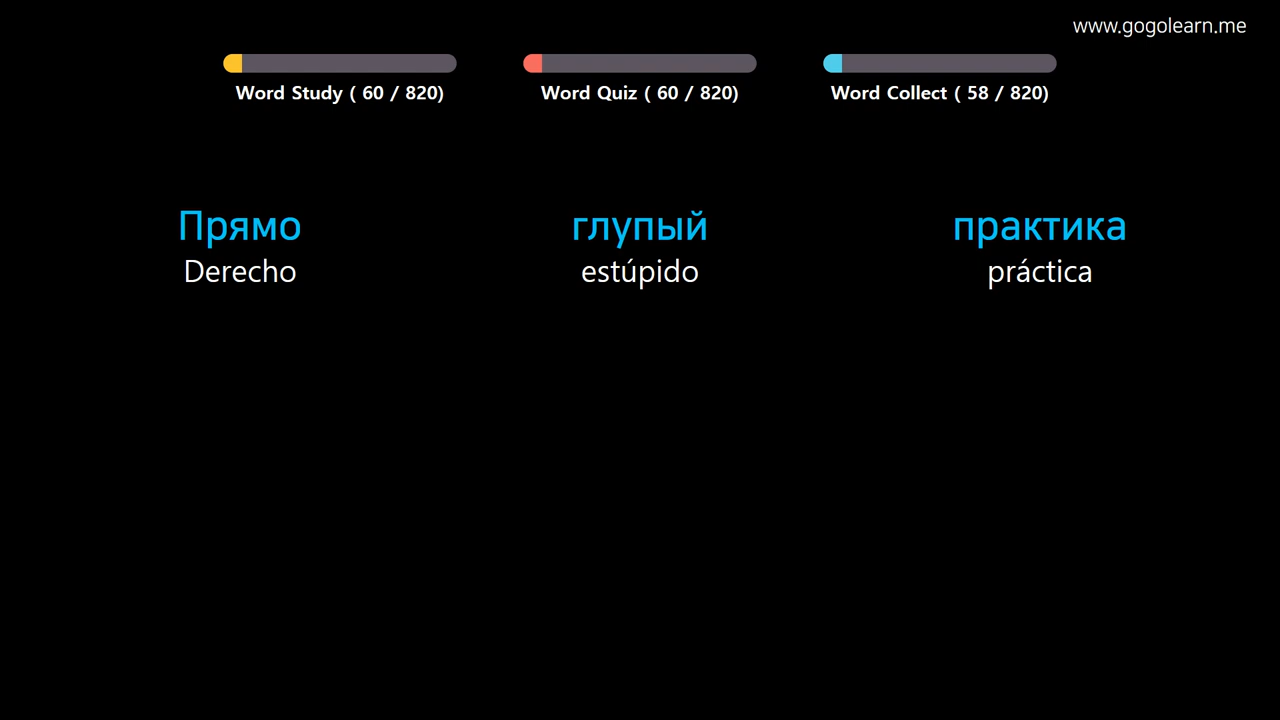 www.gogolearn.me
Word Study ( 60 / 820)
Word Quiz ( 60 / 820)
Word Collect ( 58 / 820)
Прямо
Derecho
глупый
estúpido
практика
práctica